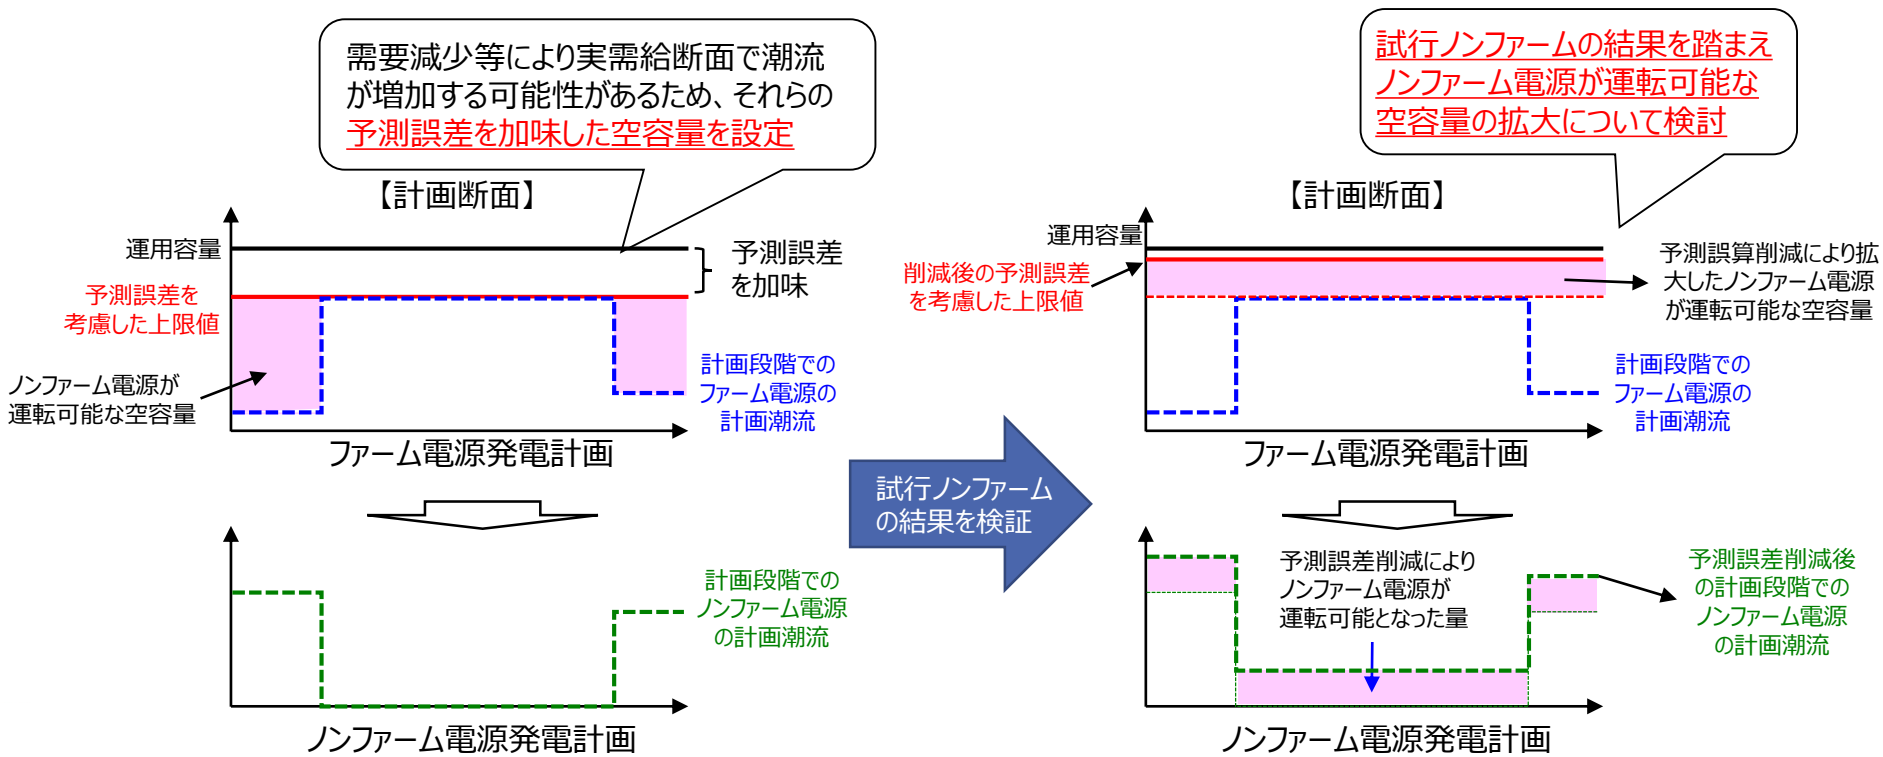 需要減少等により実需給断面で潮流
が増加する可能性があるため、それらの
予測誤差を加味した空容量を設定
【計画断面】
運用容量
予測誤差
を加味
予測誤差を
考慮した上限値
ノンファーム電源が
運転可能な空容量
計画段階での
ファーム電源の
計画潮流
ファーム電源発電計画
計画段階での
ノンファーム電源
の計画潮流
ノンファーム電源発電計画
試行ノンファーム
の結果を検証
試行ノンファームの結果を踏まえ
ノンファーム電源が運転可能な
空容量の拡大について検討
【計画断面】
運用容量
削減後の予測誤差
を考慮した上限値
予測誤算削減により拡
大したノンファーム電源
が運転可能な空容量
計画段階での
ファーム電源の
計画潮流
ファーム電源発電計画
予測誤差削減により
ノンファーム電源が
運転可能となった量
予測誤差削減後
の計画段階での
ノンファーム電源
の計画潮流
ノンファーム電源発電計画